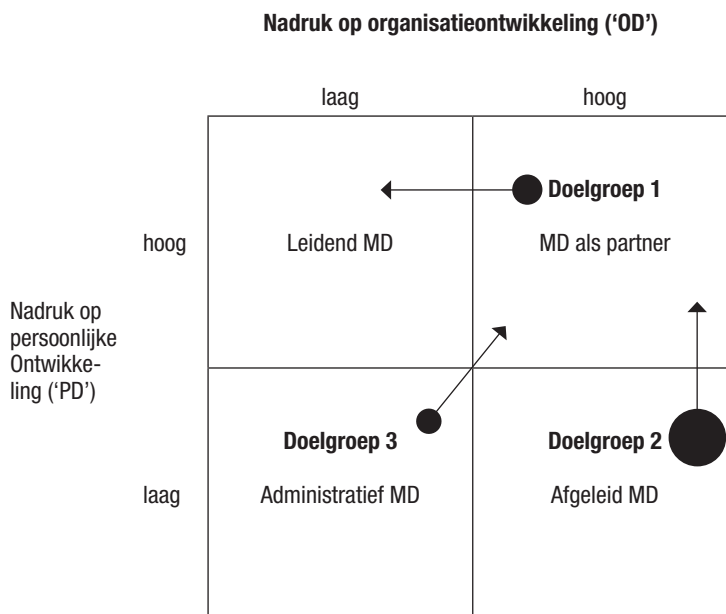 Nadruk op organisatieontwikkeling (‘OD’)
laag hoog
Doelgroep 1
hoog Leidend MD MD als partner
Nadruk op
persoonlijke
Ontwikke-
ling (‘PD’)
Doelgroep 3 Doelgroep 2
laag Administratief MD Afgeleid MD